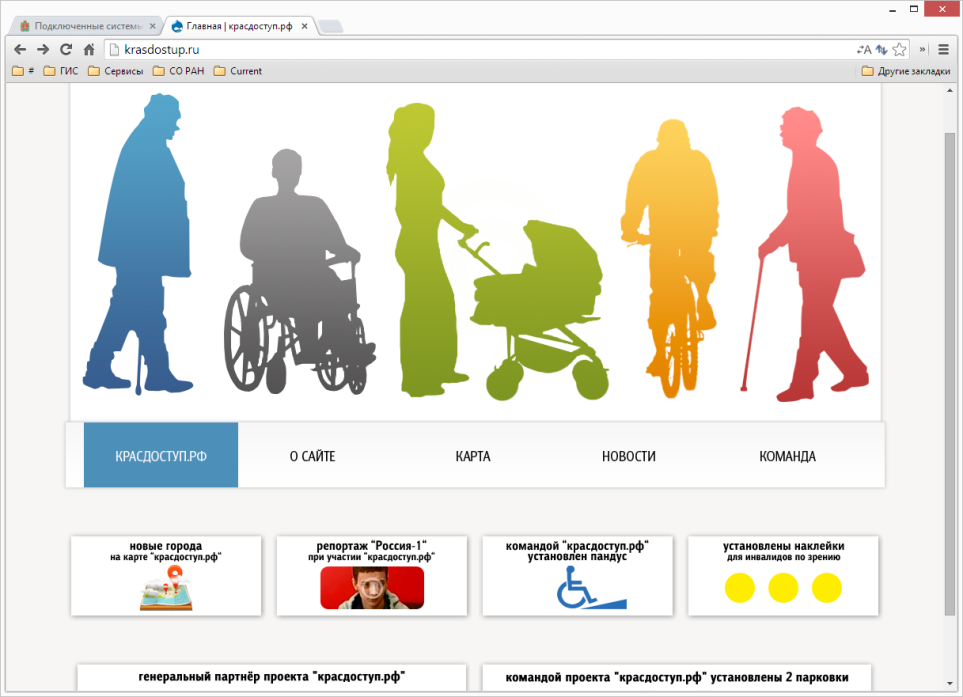 Подключенные системы
Главная | красдоступ.рф
krasdostup.ru
# ГИС Сервисы СО РАН Current Другие закладки
КРАСДОСТУП.РФ О САЙТЕ КАРТА НОВОСТИ КОМАНДА
новые города
на карте "красдоступ.рф"
репортаж "Россия-1"
при участии "красдоступ.рф"
командой "красдоступ.рф"
установлен пандус
установлены наклейки
для инвалидов по зрению
генеральный партнёр проекта "красдоступ.рф"
командой проекта "красдоступ.рф" установлены 2 парковки